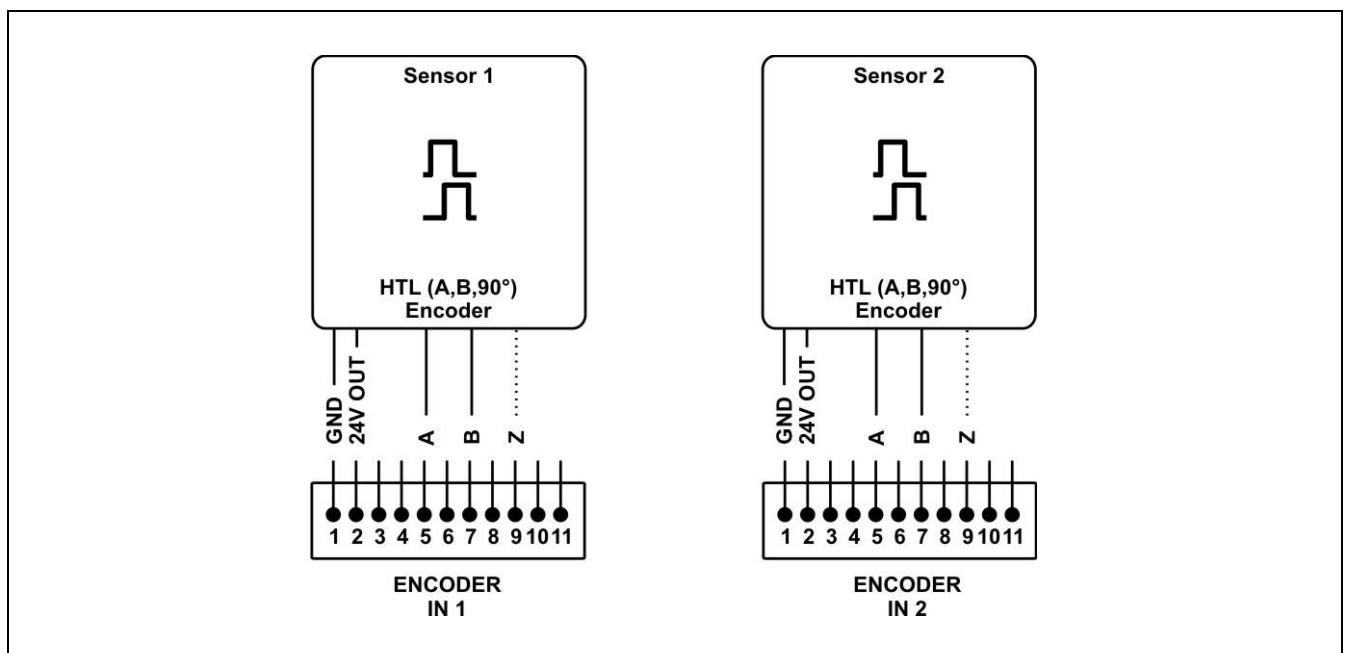 Sensor 1
HTL (A,B,90°)
Encoder
GND
24V OUT
A
B
Z
1 2 3 4 5 6 7 8 9 10 11
ENCODER
IN 1
Sensor 2
HTL (A,B,90°)
Encoder
GND
24V OUT
A
B
Z
1 2 3 4 5 6 7 8 9 10 11
ENCODER
IN 2